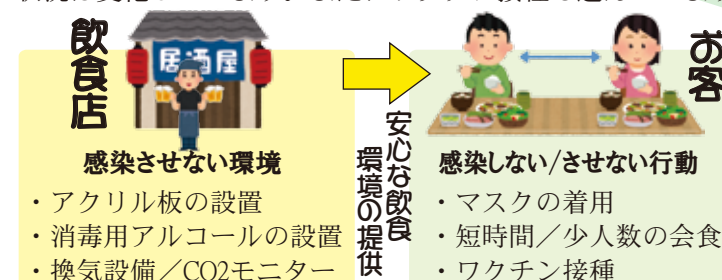 飲食店
居酒屋
感染させない環境
・アクリル板の設置
・消毒用アルコールの設置
・換気設備／CO2モニター
安心な飲食
環境の提供
お客
感染しない/させない行動
・マスクの着用
・短時間／少人数の会食
・ワクチン接種